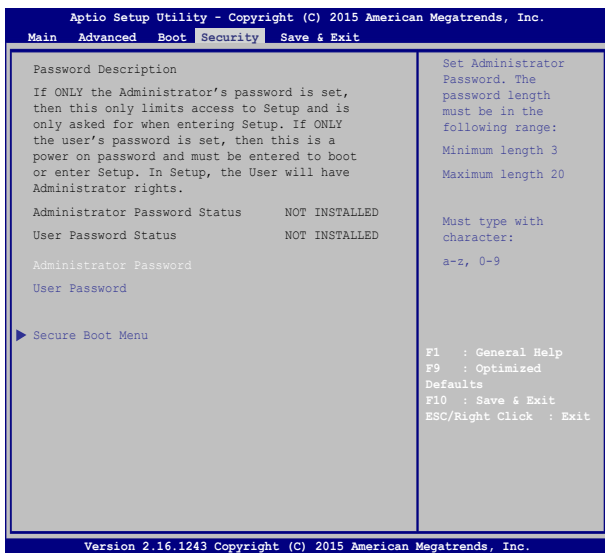 Aptio Setup Utility - Copyright (C) 2015 American Megatrends, Inc.
Main Advanced Boot Security Save & Exit
Password Description
If ONLY the Administrator's password is set,
then this only limits access to Setup and is
only asked for when entering Setup. If ONLY
the user's password is set, then this is a
power on password and must be entered to boot
or enter Setup. In Setup, the User will have
Administrator rights.
Administrator Password Status NOT INSTALLED
User Password Status NOT INSTALLED
Administrator Password
User Password
Secure Boot Menu
Set Administrator
Password. The
password length
must be in the
following range:
Minimum length 3
Maximum length 20
Must type with
character:
a-z, 0-9
F1 : General Help
F9 : Optimized
Defaults
F10 : Save & Exit
ESC/Right Click : Exit
Version 2.16.1243 Copyright (C) 2015 American Megatrends, Inc.